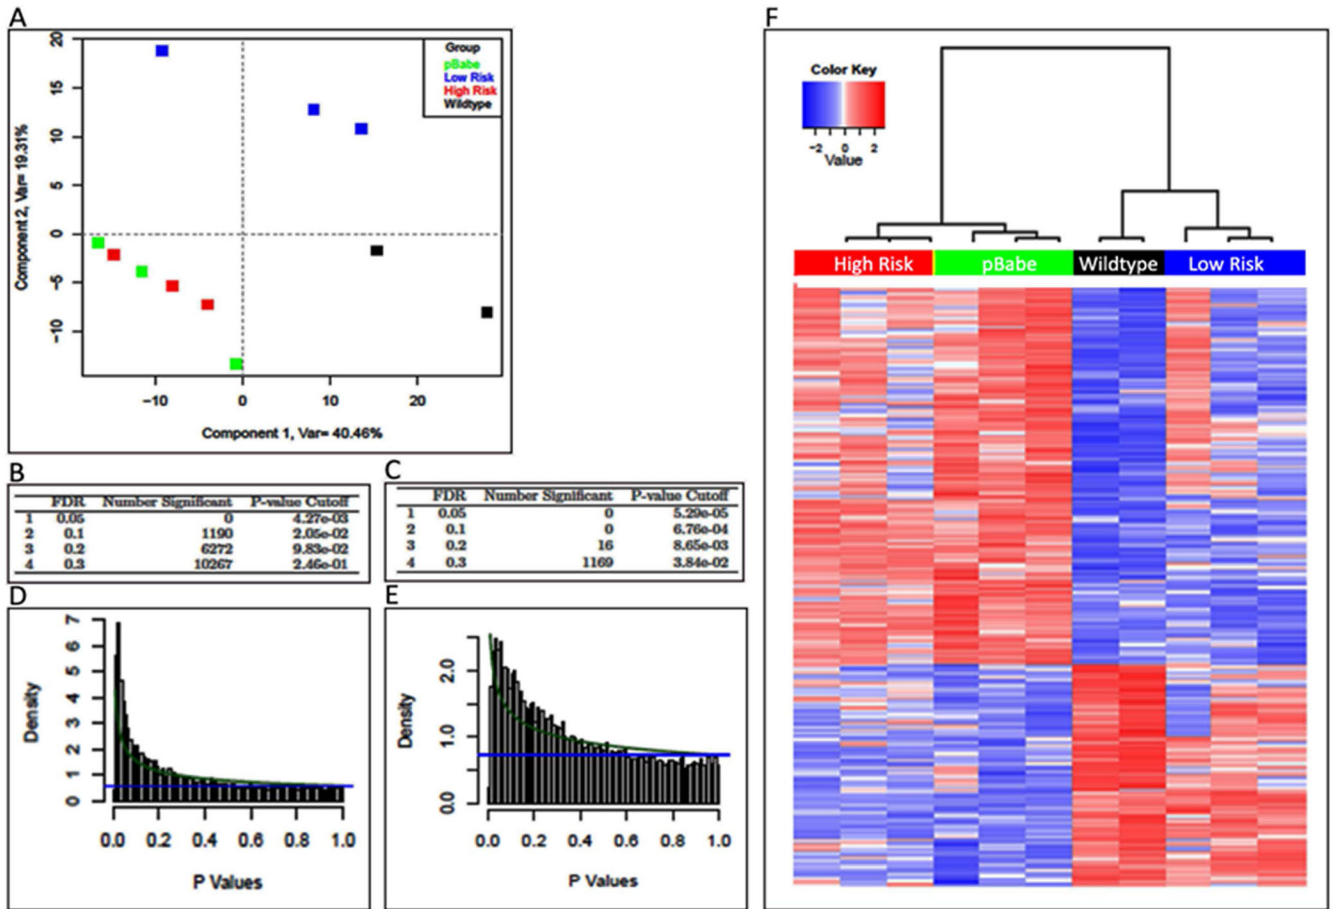 A
Group
pBabe
Low Risk
High Risk
Wildtype
20
15
10
5
0
−5
−10
Component 2, Var= 19.31%
−10 0 10 20
Component 1, Var= 40.46%
B
FDR Number Significant P-value Cutoff
1 0.05 0 4.27e-03
2 0.1 1190 2.05e-02
3 0.2 6272 9.83e-02
4 0.3 10267 2.46e-01
C
FDR Number Significant P-value Cutoff
1 0.05 0 5.29e-05
2 0.1 0 6.76e-04
3 0.2 16 8.65e-03
4 0.3 1169 3.84e-02
D
7
6
5
4
3
2
1
0
Density
0.0 0.2 0.4 0.6 0.8 1.0
P Values
E
2.0
1.0
0.0
Density
0.0 0.2 0.4 0.6 0.8 1.0
P Values
F
Color Key
−2 0 2
Value
High Risk pBabe Wildtype Low Risk